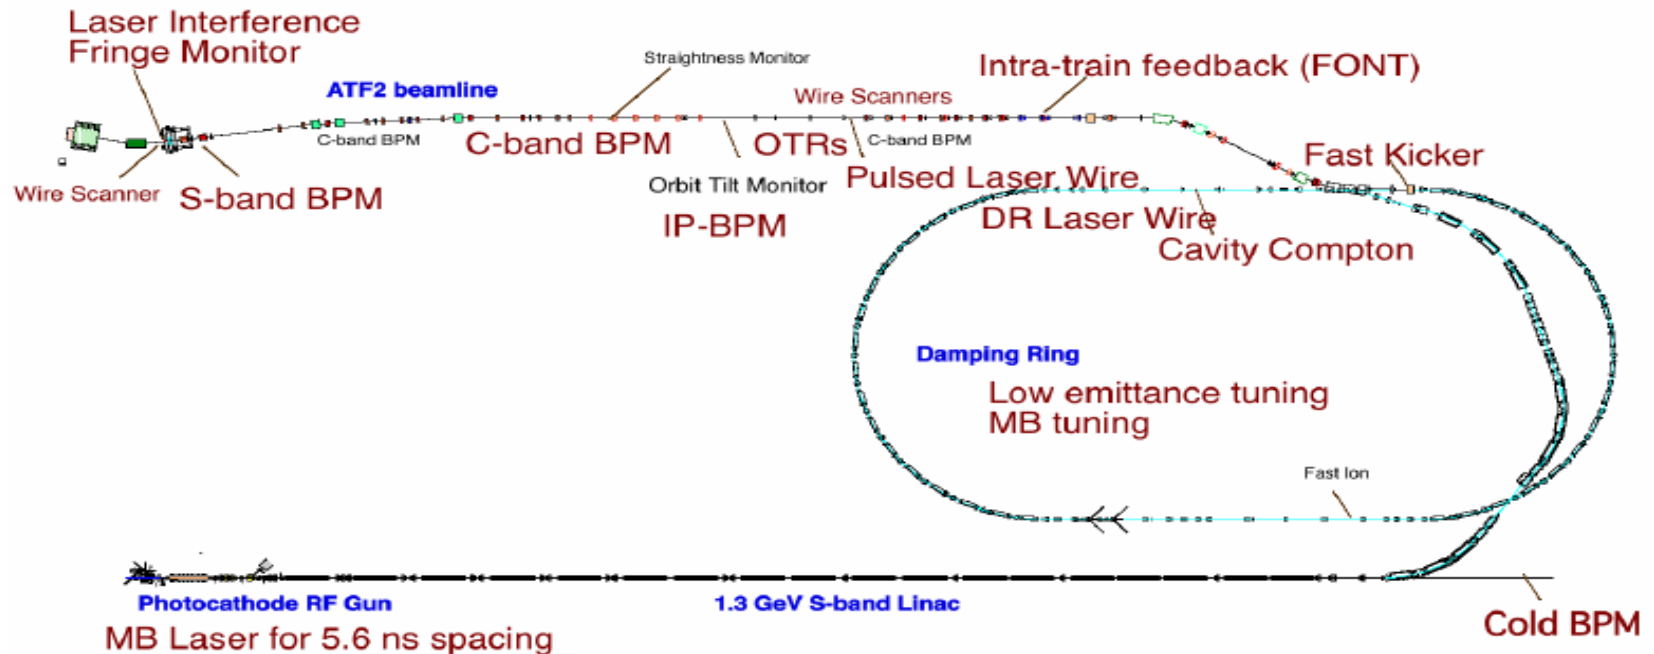 Laser Interference
Fringe Monitor
Straightness Monitor
Intra-train feedback (FONT)
ATF2 beamline
Wire Scanners
C-band BPM
C-band BPM
OTRs
C-band BPM
Fast Kicker
Wire Scanner
S-band BPM
Orbit Tilt Monitor
Pulsed Laser Wire
IP-BPM
DR Laser Wire
Cavity Compton
Damping Ring
Low emittance tuning
MB tuning
Fast Ion
Photocathode RF Gun
1.3 GeV S-band Linac
MB Laser for 5.6 ns spacing
Cold BPM